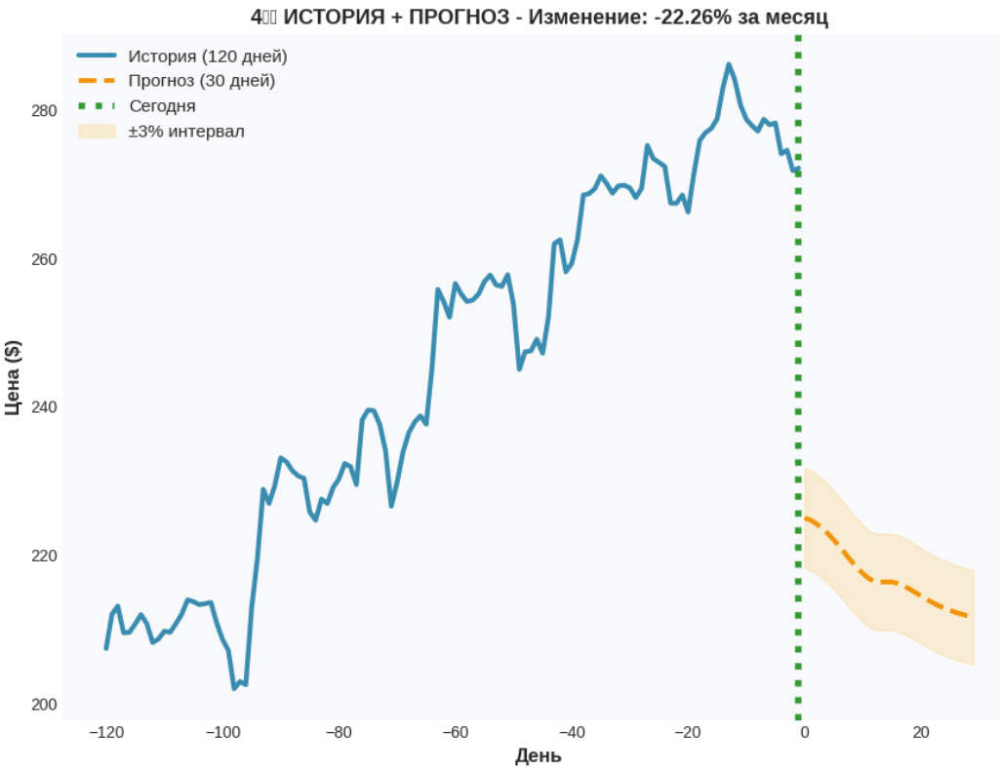 4 ИСТОРИЯ + ПРОГНОЗ - Изменение: -22.26% за месяц
История (120 дней)
Прогноз (30 дней)
Сегодня
±3% интервал
Цена ($)
280
260
240
220
200
−120 −100 −80 −60 −40 −20 0 20
День